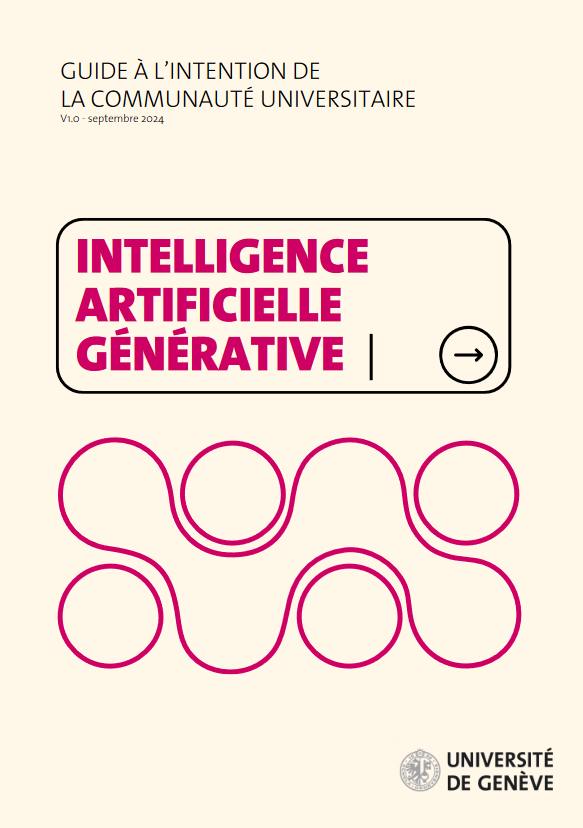 GUIDE À L'INTENTION DE
LA COMMUNAUTÉ UNIVERSITAIRE
V1.0 - septembre 2024
INTELLIGENCE
ARTIFICIELLE
GÉNÉRATIVE
UNIVERSITÉ
DE GENÈVE